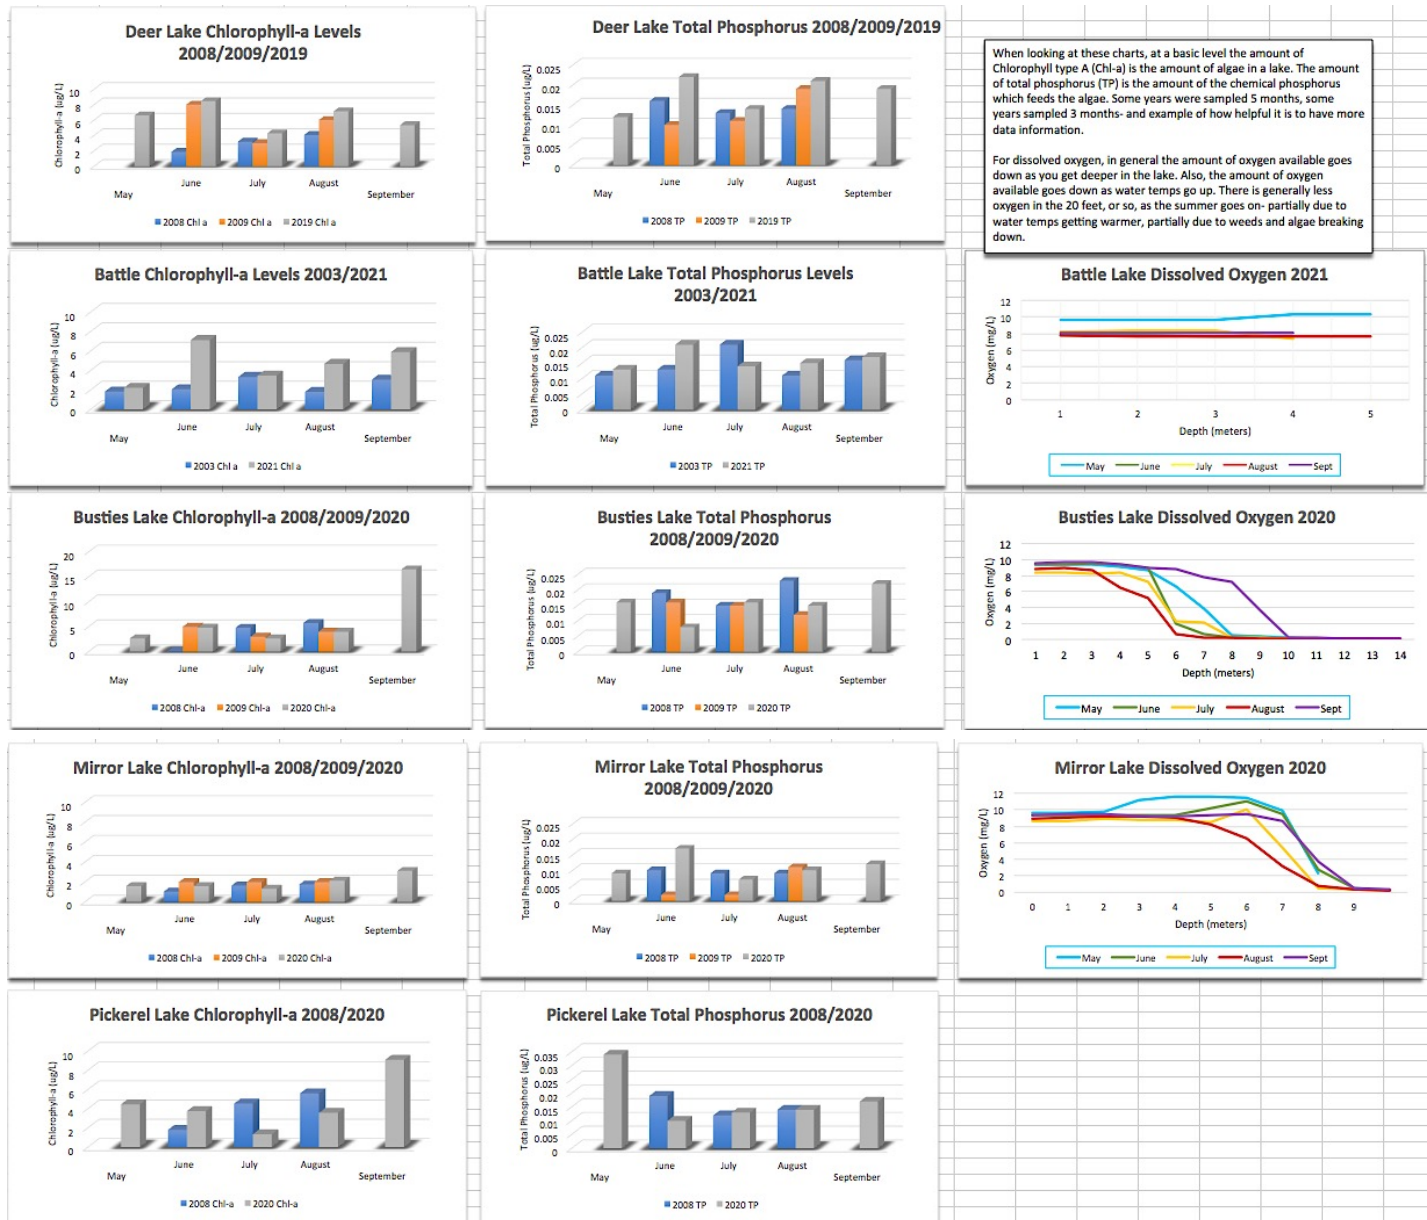 Deer Lake Chlorophyll-a Levels
2008/2009/2019
Chlorophyll-a (ug/L)
10
8
6
4
2
0
May
June
July
August
September
2008 Chl a
2009 Chl a
2019 Chl a
Deer Lake Total Phosphorus 2008/2009/2019
Total Phosphorus (ug/L)
0.025
0.02
0.015
0.01
0.005
0
May
June
July
August
September
2008 TP
2009 TP
2019 TP
When looking at these charts, at a basic level the amount of
Chlorophyll type A (Chl-a) is the amount of algae in a lake. The amount
of total phosphorus (TP) is the amount of the chemical phosphorus
which feeds the algae. Some years were sampled 5 months, some
years sampled 3 months- and example of how helpful it is to have more
data information.
For dissolved oxygen, in general the amount of oxygen available goes
down as you get deeper in the lake. Also, the amount of oxygen
available goes down as water temps go up. There is generally less
oxygen in the 20 feet, or so, as the summer goes on- partially due to
water temps getting warmer, partially due to weeds and algae breaking
down.
Battle Chlorophyll-a Levels 2003/2021
Chlorophyll-a (ug/L)
10
8
6
4
2
0
May
June
July
August
September
2003 Chl a
2021 Chl a
Battle Lake Total Phosphorus Levels
2003/2021
Total Phosphorus (ug/L)
0.025
0.02
0.015
0.01
0.005
0
May
June
July
August
September
2003 TP
2021 TP
Battle Lake Dissolved Oxygen 2021
Oxygen (mg/L)
12
10
8
6
4
2
0
1 2 3 4 5
Depth (meters)
May June July August Sept
Busties Lake Chlorophyll-a 2008/2009/2020
Chlorophyll-a (ug/L)
20
15
10
5
0
May
June
July
August
September
2008 Chl-a
2009 Chl-a
2020 Chl-a
Busties Lake Total Phosphorus
2008/2009/2020
Total Phosphorus (ug/L)
0.025
0.02
0.015
0.01
0.005
0
May
June
July
August
September
2008 TP
2009 TP
2020 TP
Busties Lake Dissolved Oxygen 2020
Oxygen (mg/L)
12
10
8
6
4
2
0
1 2 3 4 5 6 7 8 9 10 11 12 13 14
Depth (meters)
May June July August Sept
Mirror Lake Chlorophyll-a 2008/2009/2020
Chlorophyll-a (ug/L)
10
8
6
4
2
0
May
June
July
August
September
2008 Chl-a
2009 Chl-a
2020 Chl-a
Mirror Lake Total Phosphorus
2008/2009/2020
Total Phosphorus (ug/L)
0.025
0.02
0.015
0.01
0.005
0
May
June
July
August
September
2008 TP
2009 TP
2020 TP
Mirror Lake Dissolved Oxygen 2020
Oxygen (mg/L)
12
10
8
6
4
2
0
0 1 2 3 4 5 6 7 8 9
Depth (meters)
May June July August Sept
Pickerel Lake Chlorophyll-a 2008/2020
Chlorophyll-a (ug/L)
10
8
6
4
2
0
May
June
July
August
September
2008 Chl-a
2020 Chl-a
Pickerel Lake Total Phosphorus 2008/2020
Total Phosphorus (ug/L)
0.035
0.03
0.025
0.02
0.015
0.01
0.005
0
May
June
July
August
September
2008 TP
2020 TP